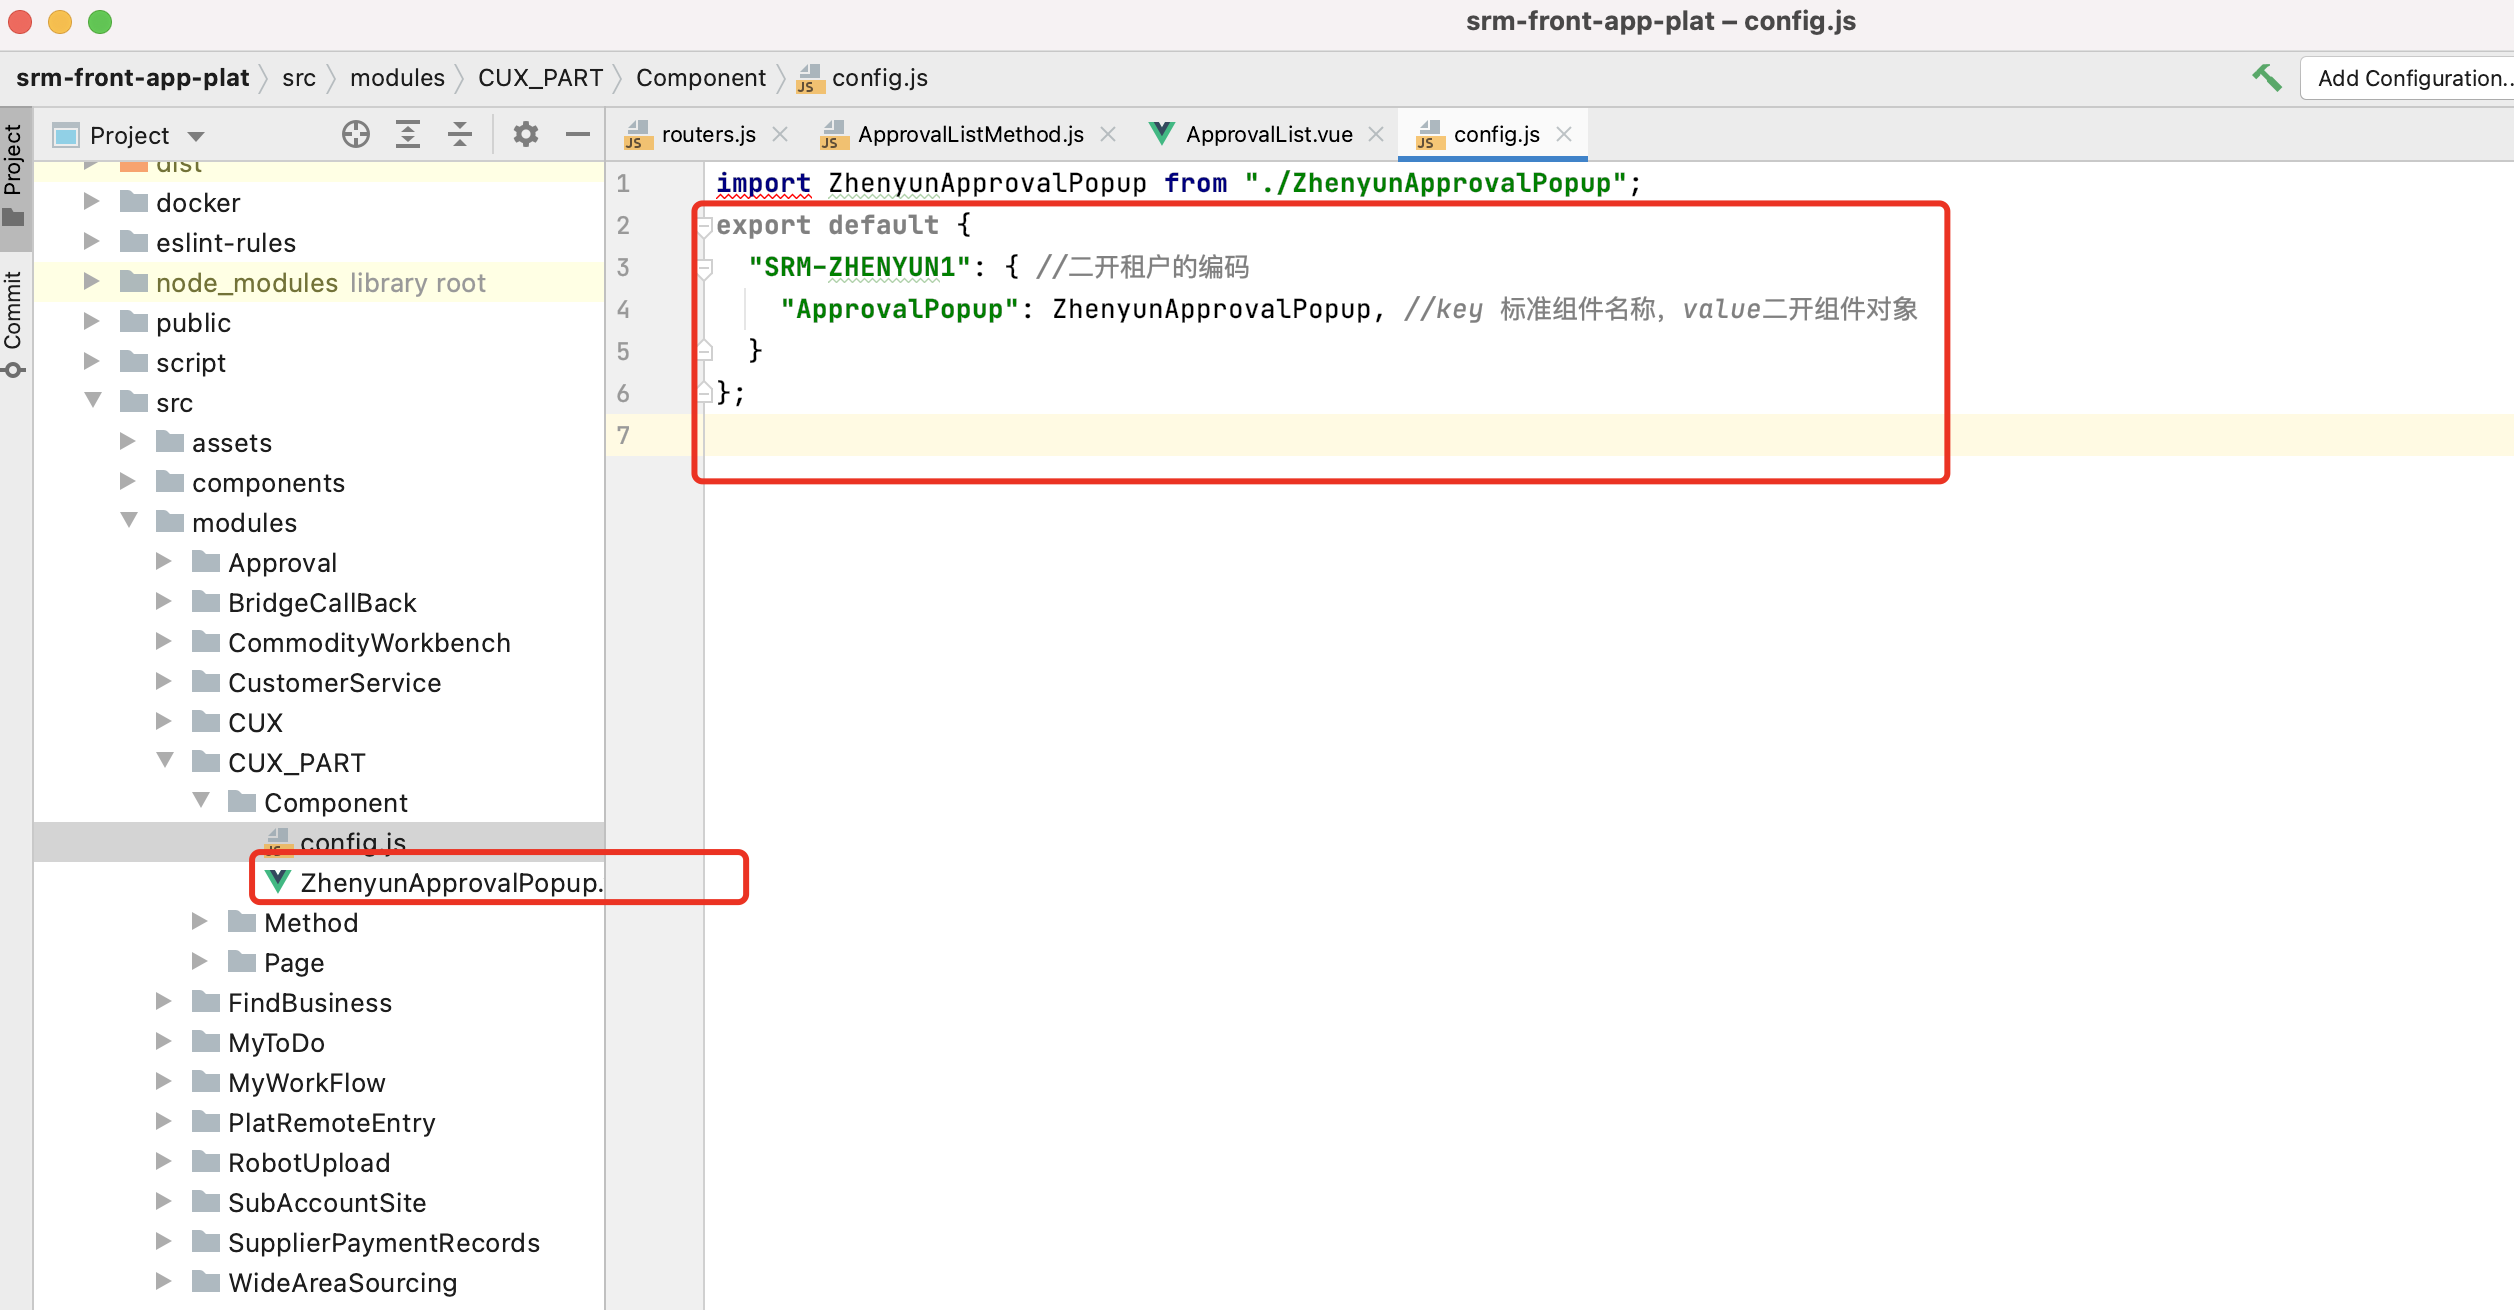 srm-front-app-plat – config.js
srm-front-app-plat src modules CUX_PART Component JS config.js
Add Configuration..
Project
Commit
Project
JS routers.js JS ApprovalListMethod.js ApprovalList.vue JS config.js
dist
docker
eslint-rules
node_modules library root
public
script
src
assets
components
modules
Approval
BridgeCallBack
CommodityWorkbench
CustomerService
CUX
CUX_PART
Component
JS config.js
ZhenyunApprovalPopup.
Method
Page
FindBusiness
MyToDo
MyWorkFlow
PlatRemoteEntry
RobotUpload
SubAccountSite
SupplierPaymentRecords
WideAreaSourcing
1 import ZhenyunApprovalPopup from "./ZhenyunApprovalPopup";
2 export default {
3 "SRM-ZHENYUN1": { //二开租户的编码
4 "ApprovalPopup": ZhenyunApprovalPopup, //key 标准组件名称, value二开组件对象
5 }
6 };
7